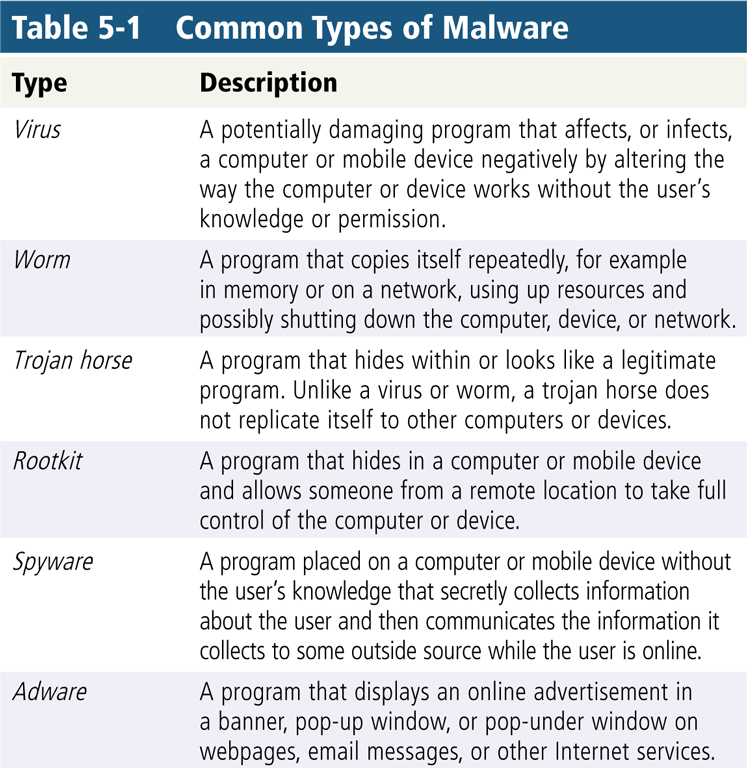 Table 5-1 Common Types of Malware
Type Description
Virus A potentially damaging program that affects, or infects,
a computer or mobile device negatively by altering the
way the computer or device works without the user’s
knowledge or permission.
Worm A program that copies itself repeatedly, for example
in memory or on a network, using up resources and
possibly shutting down the computer, device, or network.
Trojan horse A program that hides within or looks like a legitimate
program. Unlike a virus or worm, a trojan horse does
not replicate itself to other computers or devices.
Rootkit A program that hides in a computer or mobile device
and allows someone from a remote location to take full
control of the computer or device.
Spyware A program placed on a computer or mobile device without
the user’s knowledge that secretly collects information
about the user and then communicates the information it
collects to some outside source while the user is online.
Adware A program that displays an online advertisement in
a banner, pop-up window, or pop-under window on
webpages, email messages, or other Internet services.